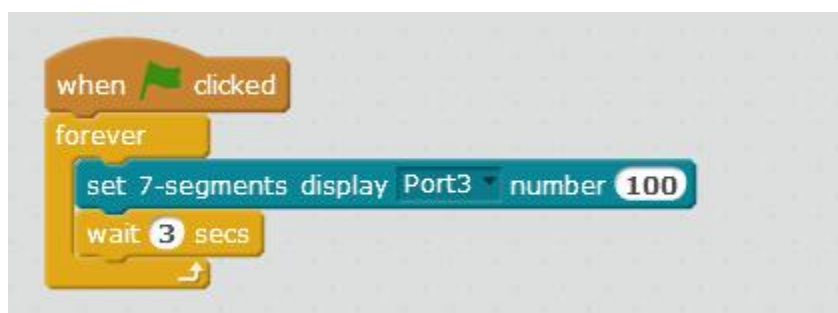 when clicked
forever
set 7-segments display Port3 number 100
wait 3 secs